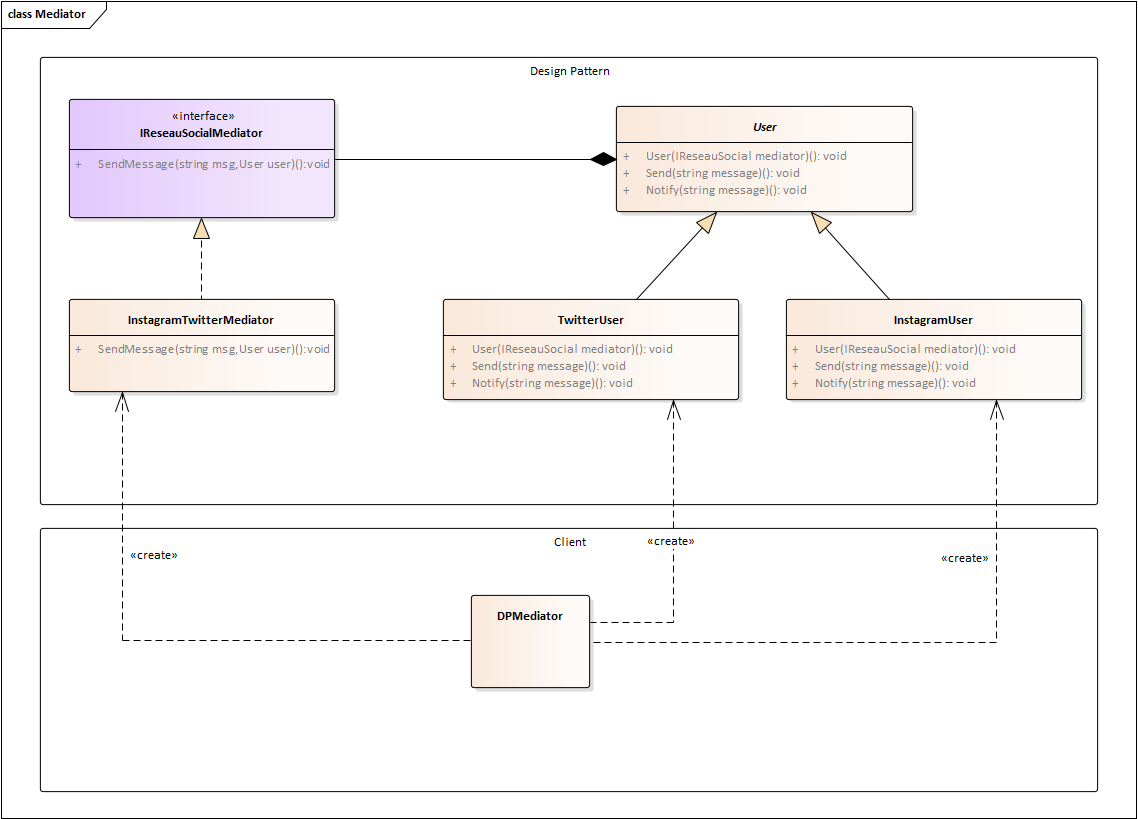 class Mediator
Design Pattern
«interface»
IReseauSocialMediator
+ SendMessage(string msg,User user)():void
User
+ User(IReseauSocial mediator)(): void
+ Send(string message)(): void
+ Notify(string message)(): void
InstagramTwitterMediator
+ SendMessage(string msg,User user)():void
TwitterUser
+ User(IReseauSocial mediator)(): void
+ Send(string message)(): void
+ Notify(string message)(): void
InstagramUser
+ User(IReseauSocial mediator)(): void
+ Send(string message)(): void
+ Notify(string message)(): void
Client
«create»
«create»
«create»
DPMediator